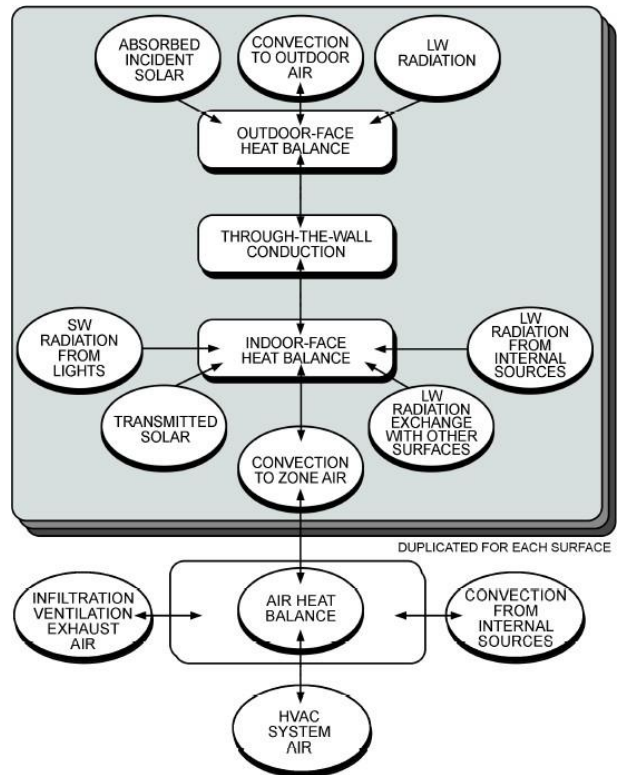 ABSORBED
INCIDENT
SOLAR
CONVECTION
TO OUTDOOR
AIR
LW
RADIATION
OUTDOOR-FACE
HEAT BALANCE
THROUGH-THE-WALL
CONDUCTION
SW
RADIATION
FROM
LIGHTS
INDOOR-FACE
HEAT BALANCE
LW
RADIATION
FROM
INTERNAL
SOURCES
TRANSMITTED
SOLAR
LW
RADIATION
EXCHANGE
WITH OTHER
SURFACES
CONVECTION
TO ZONE AIR
DUPLICATED FOR EACH SURFACE
INFILTRATION
VENTILATION
EXHAUST
AIR
AIR HEAT
BALANCE
CONVECTION
FROM
INTERNAL
SOURCES
HVAC
SYSTEM
AIR